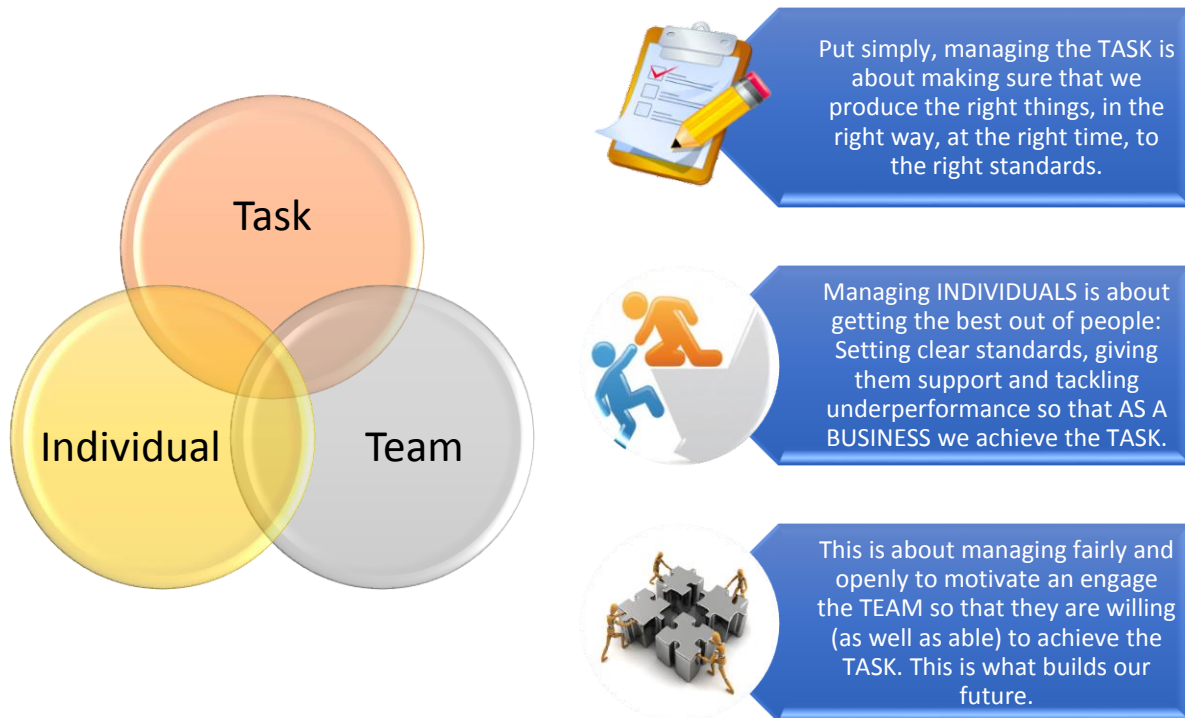 Task
Individual
Team
Put simply, managing the TASK is
about making sure that we
produce the right things, in the
right way, at the right time, to
the right standards.
Managing INDIVIDUALS is about
getting the best out of people:
Setting clear standards, giving
them support and tackling
underperformance so that AS A
BUSINESS we achieve the TASK.
This is about managing fairly and
openly to motivate an engage
the TEAM so that they are willing
(as well as able) to achieve the
TASK. This is what builds our
future.